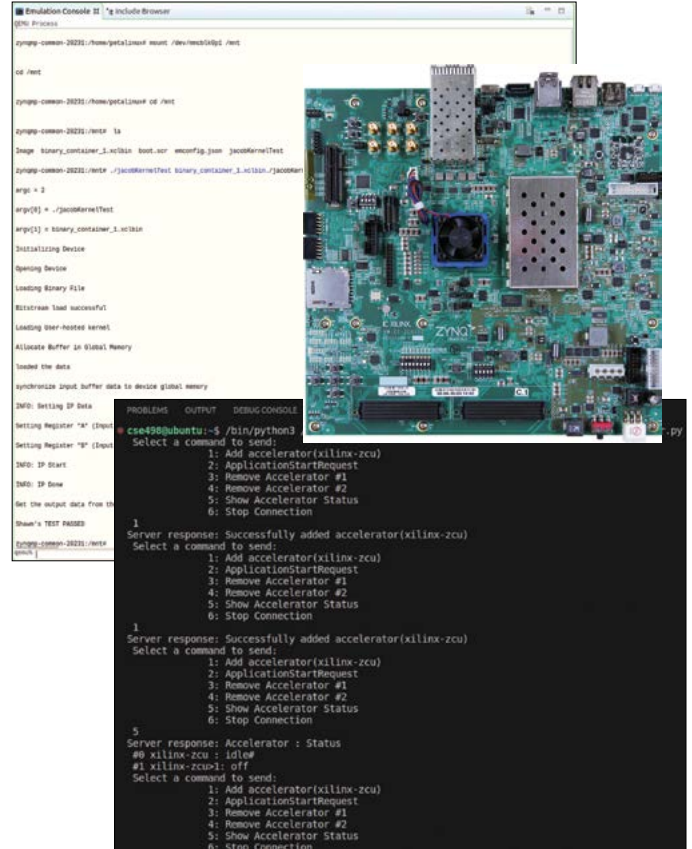 Emulation Console
Include Browser
QEMU Process
zynqmp-common-20231:/home/petalinux# mount /dev/mmcblk0p1 /mnt
cd /mnt
zynqmp-common-20231:/home/petalinux# cd /mnt
zynqmp-common-20231:/mnt# la
Image binary_container_1.xclbin boot.scr emconfig.json jacobKernelTest
zynqmp-common-20231:/mnt# ./jacobKernelTest binary_container_1.xclbin./jacobKer
argc = 2
argv[0] = ./jacobKernelTest
argv[1] = binary_container_1.xclbin
Initializing Device
Opening Device
Loading Binary File
Bitstream load successful
Loading User-hosted kernel
Allocate Buffer in Global Memory
loaded the data
synchronize input buffer data to device global memory
INFO: Setting IP Data
Setting Register "A" (Input
Setting Register "B" (Input
INFO: IP Start
INFO: IP Done
Get the output data from th
Shawn's TEST PASSED
zynqmp-common-20231:/mnt#
XILINX
ZYNQ
C.1
PROBLEMS OUTPUT DEBUG CONSOLE
cse498@ubuntu:~$ /bin/python3 / r.py
Select a command to send:
1: Add accelerator(xilinx-zcu)
2: ApplicationStartRequest
3: Remove Accelerator #1
4: Remove Accelerator #2
5: Show Accelerator Status
6: Stop Connection
1
Server response: Successfully added accelerator(xilinx-zcu)
Select a command to send:
1: Add accelerator(xilinx-zcu)
2: ApplicationStartRequest
3: Remove Accelerator #1
4: Remove Accelerator #2
5: Show Accelerator Status
6: Stop Connection
1
Server response: Successfully added accelerator(xilinx-zcu)
Select a command to send:
1: Add accelerator(xilinx-zcu)
2: ApplicationStartRequest
3: Remove Accelerator #1
4: Remove Accelerator #2
5: Show Accelerator Status
6: Stop Connection
5
Server response: Accelerator : Status
#0 xilinx-zcu : idle#
#1 xilinx-zcu>1: off
Select a command to send:
1: Add accelerator(xilinx-zcu)
2: ApplicationStartRequest
3: Remove Accelerator #1
4: Remove Accelerator #2
5: Show Accelerator Status
6: Stop Connection